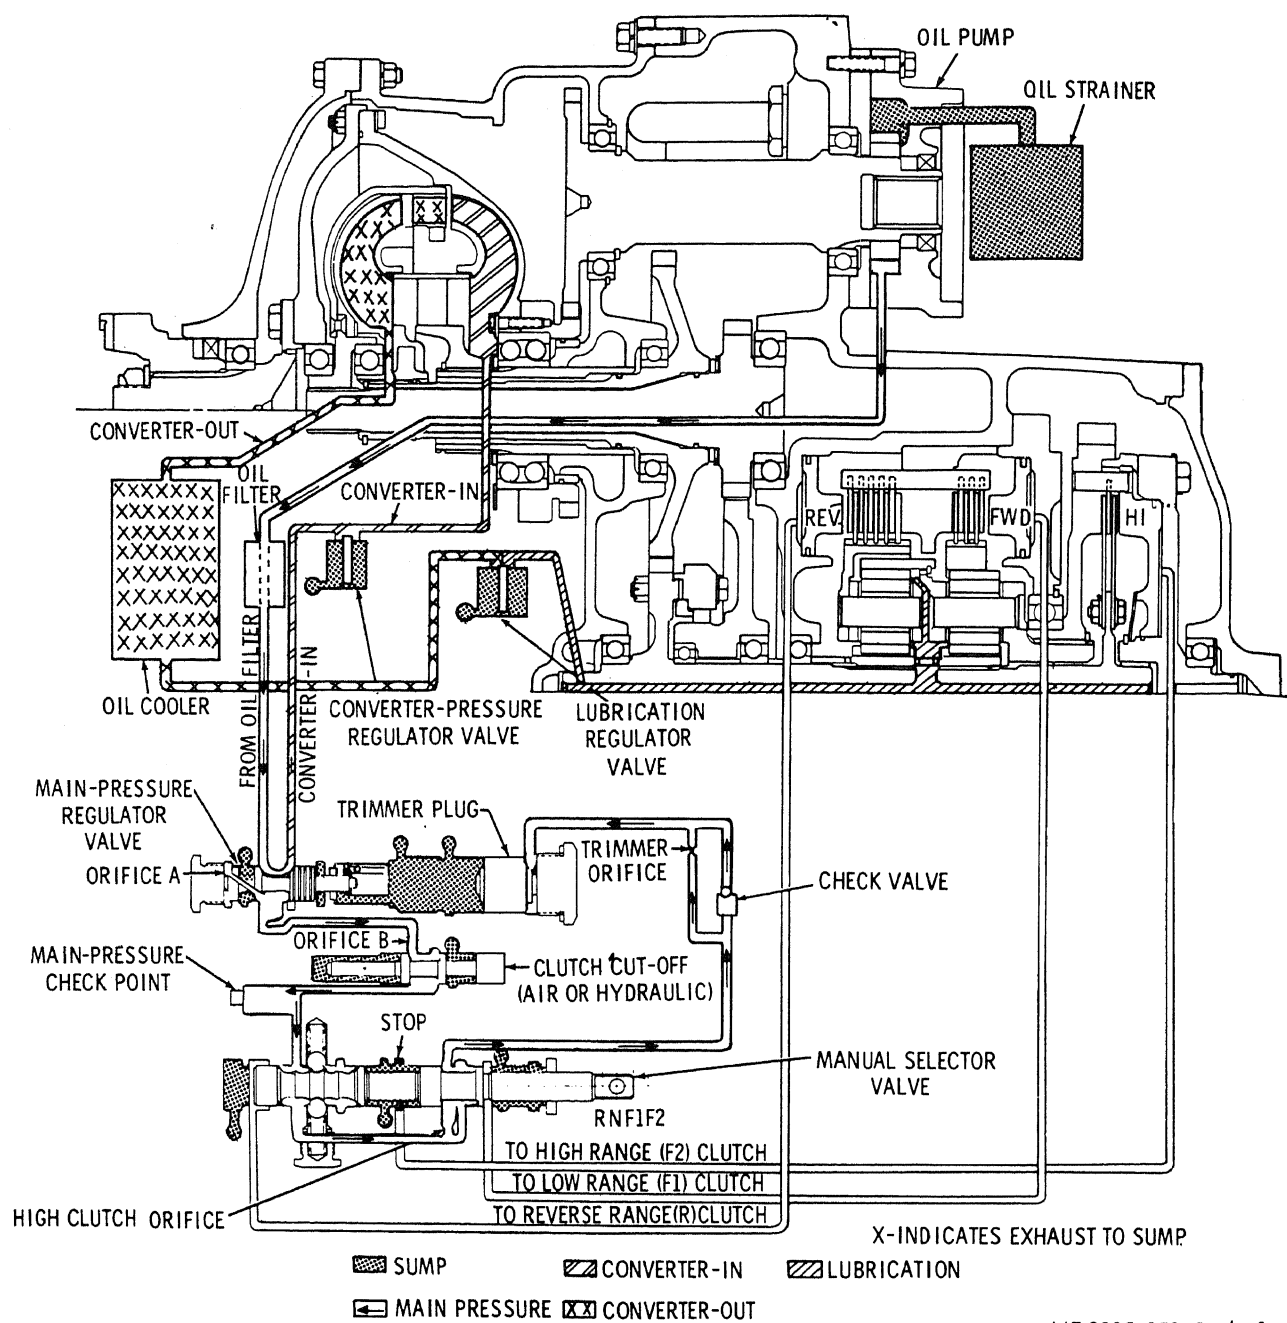 OIL PUMP
OIL STRAINER
CONVERTER-OUT
OIL
FILTER
CONVERTER-IN
REV.
FWD
HI
OIL COOLER
FROM OIL FILTER
CONVERTER-IN
CONVERTER-PRESSURE
REGULATOR VALVE
LUBRICATION
REGULATOR
VALVE
MAIN-PRESSURE
REGULATOR
VALVE
TRIMMER PLUG
ORIFICE A
TRIMMER
ORIFICE
CHECK VALVE
ORIFICE B
MAIN-PRESSURE
CHECK POINT
CLUTCH CUT-OFF
(AIR OR HYDRAULIC)
STOP
MANUAL SELECTOR
VALVE
RNF1F2
TO HIGH RANGE (F2) CLUTCH
TO LOW RANGE (F1) CLUTCH
TO REVERSE RANGE(R)CLUTCH
HIGH CLUTCH ORIFICE
X-INDICATES EXHAUST TO SUMP
SUMP
CONVERTER-IN
LUBRICATION
MAIN PRESSURE
CONVERTER-OUT